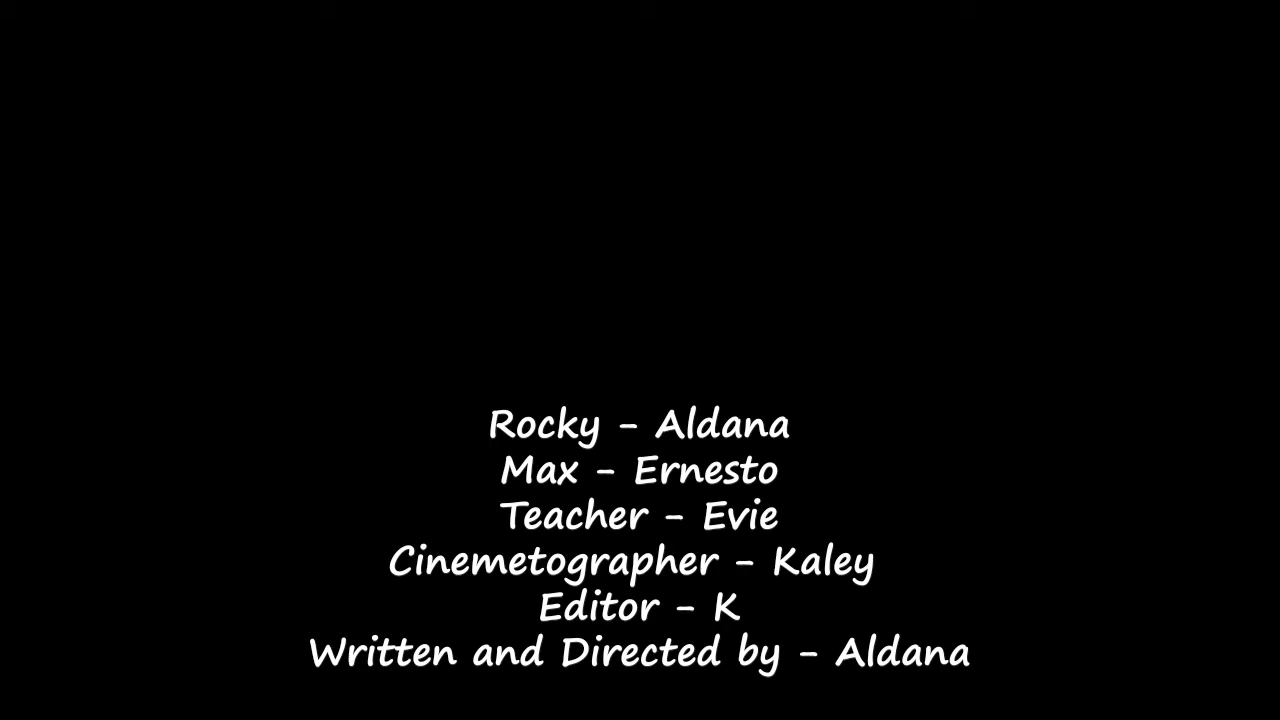 Rocky - Aldana
Max - Ernesto
Teacher - Evie
Cinemetographer - Kaley
Editor - K
Written and Directed by - Aldana